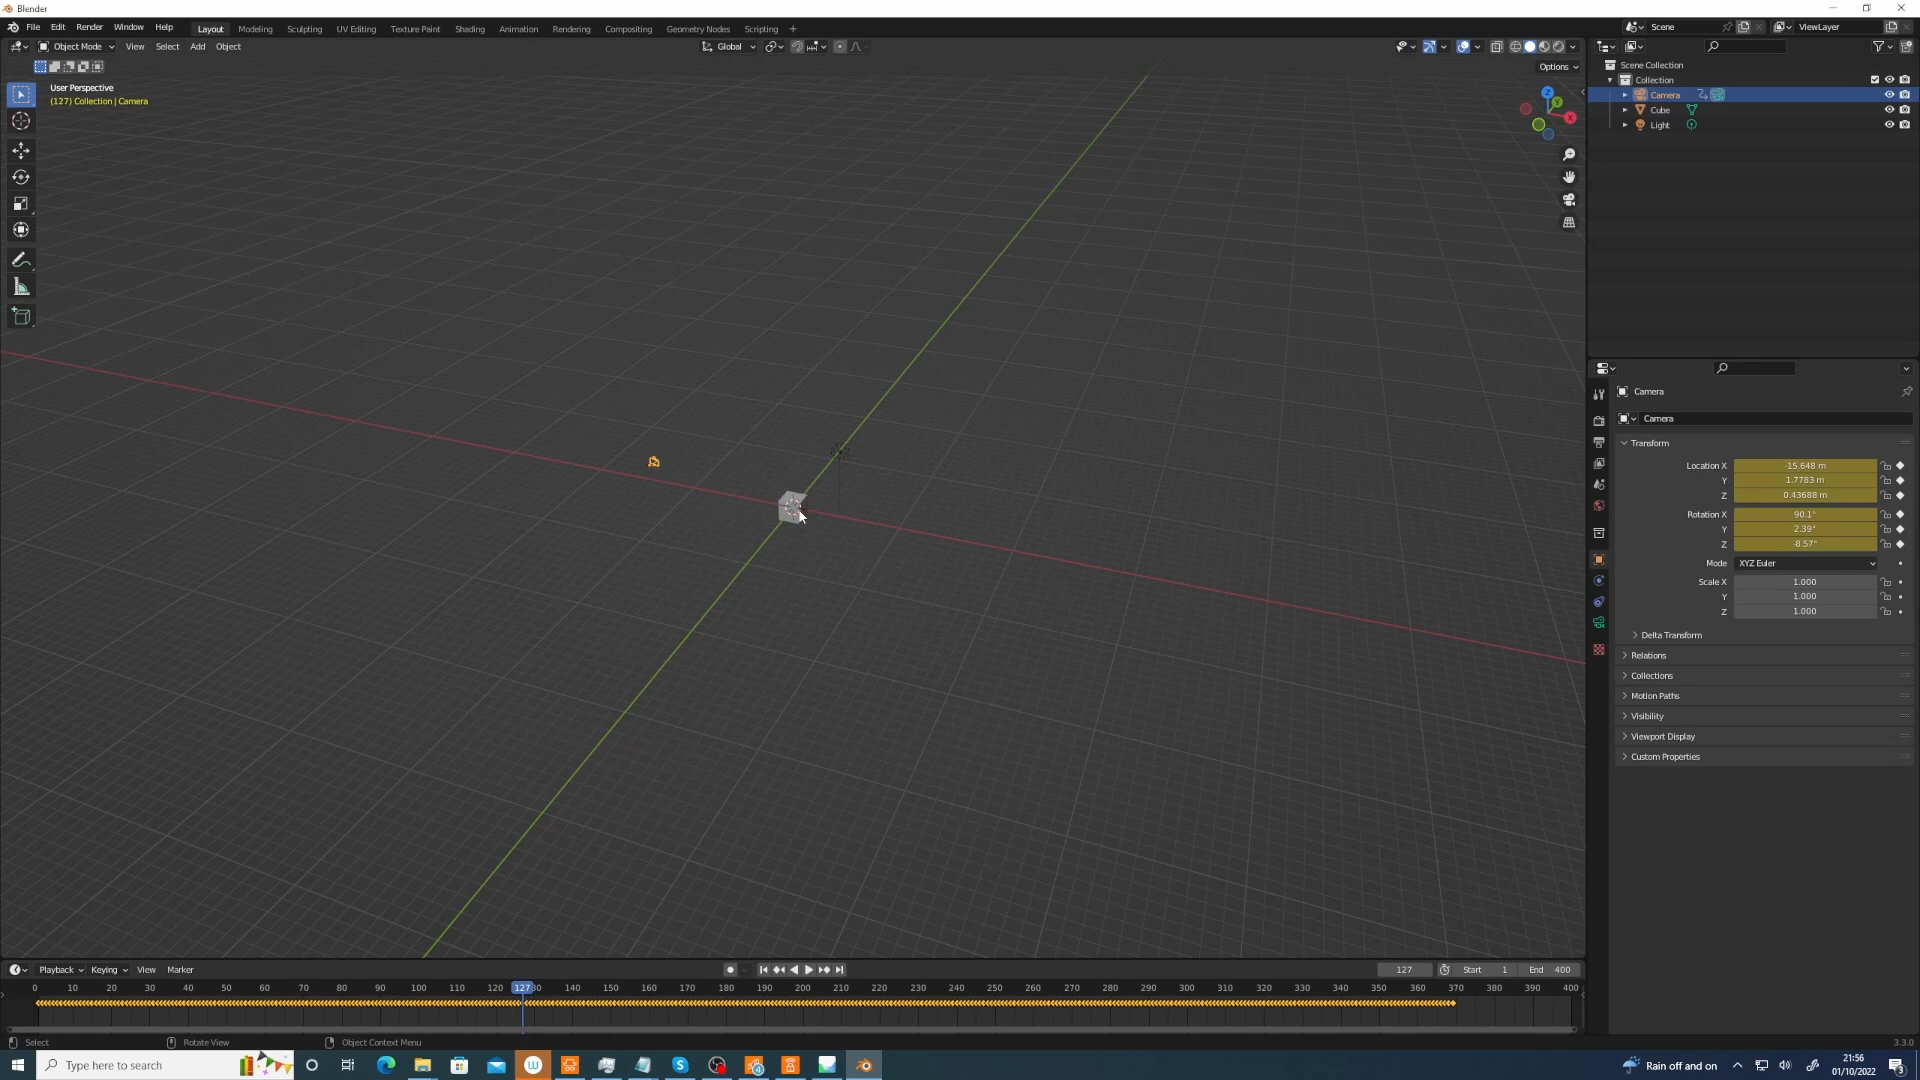 Blender
File Edit Render Window Help Layout Modeling Sculpting UV Editing Texture Paint Shading Animation Rendering Compositing Geometry Nodes Scripting + Scene ViewLayer
Object Mode View Select Add Object Global
Options
User Perspective
(127) Collection | Camera
Z
Y
X
Scene Collection
Collection
Camera
Cube
Light
Camera
Camera
Transform
Location X -15.648 m
Y 1.7783 m
Z 0.43688 m
Rotation X 90.1°
Y 2.39°
Z -8.57°
Mode XYZ Euler
Scale X 1.000
Y 1.000
Z 1.000
Delta Transform
Relations
Collections
Motion Paths
Visibility
Viewport Display
Custom Properties
Playback Keying View Marker 127 Start 1 End 400
0 10 20 30 40 50 60 70 80 90 100 110 120 127 30 140 150 160 170 180 190 200 210 220 230 240 250 260 270 280 290 300 310 320 330 340 350 360 370 380 390 400
Select Rotate View Object Context Menu 3.3.0
Type here to search
W
4
Rain off and on
21:56
01/10/2022
3